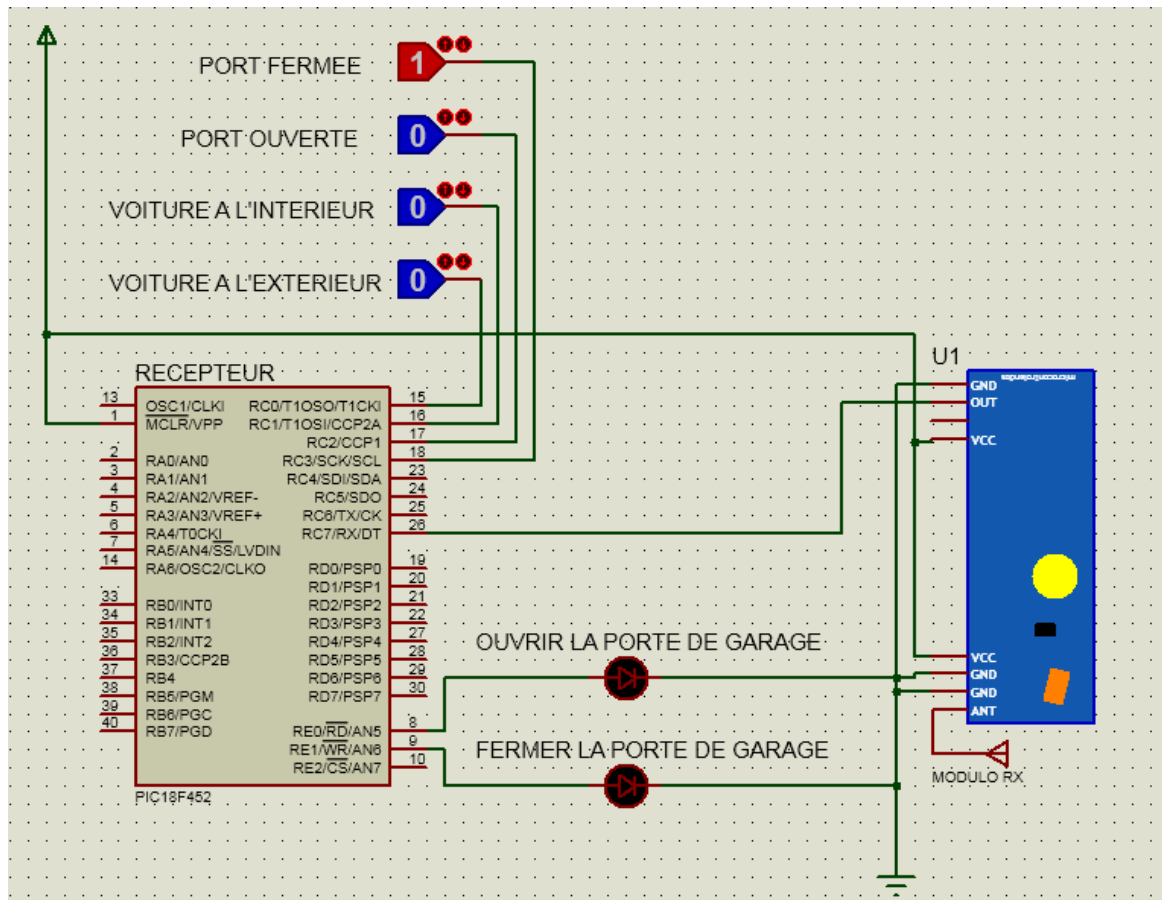 PORT FERMEE
1
PORT OUVERTE
0
VOITURE A L'INTERIEUR
0
VOITURE A L'EXTERIEUR
0
RECEPTEUR
13 OSC1/CLKI
1 MCLR/VPP
2 RA0/AN0
3 RA1/AN1
4 RA2/AN2/VREF-
5 RA3/AN3/VREF+
6 RA4/T0CKI
7 RA5/AN4/SS/LVDIN
14 RA6/OSC2/CLKO
33 RB0/INT0
34 RB1/INT1
35 RB2/INT2
36 RB3/CCP2B
37 RB4
38 RB5/PGM
39 RB6/PGC
40 RB7/PGD
RC0/T1OSO/T1CKI 15
RC1/T1OSI/CCP2A 16
RC2/CCP1 17
RC3/SCK/SCL 18
RC4/SDI/SDA 23
RC5/SDO 24
RC6/TX/CK 25
RC7/RX/DT 26
RD0/PSP0 19
RD1/PSP1 20
RD2/PSP2 21
RD3/PSP3 22
RD4/PSP4 27
RD5/PSP5 28
RD6/PSP6 29
RD7/PSP7 30
RE0/RD/AN5 8
RE1/WR/AN6 9
RE2/CS/AN7 10
PIC18F452
OUVRIR LA PORTE DE GARAGE
FERMER LA PORTE DE GARAGE
U1
microcontrolandos
GND
OUT
VCC
VCC
GND
GND
ANT
MODULO RX